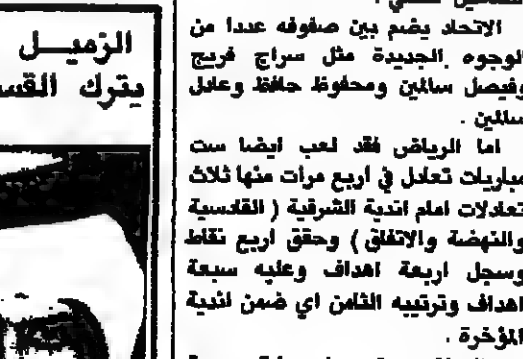 الاتحاد يضم بين صفوفه عددا من
الوجوه الجديدة مثل سراج فريج
وفيصل سالمين ومحفوظ حافظ وعادل
سالمين .
اما الرياض فقد لعب ايضا ست
مباريات تعادل في اربع مرات منها ثلاث
تعادلات امام اندية الشرقية ( القادسية
والنهضة والاتفاق ) وحقق اربع نقاط
وسجل اربعة اهداف وعليه سبعة
اهداف وترتيبه الثامن اي ضمن اندية
المؤخرة .
الزميل
يترك